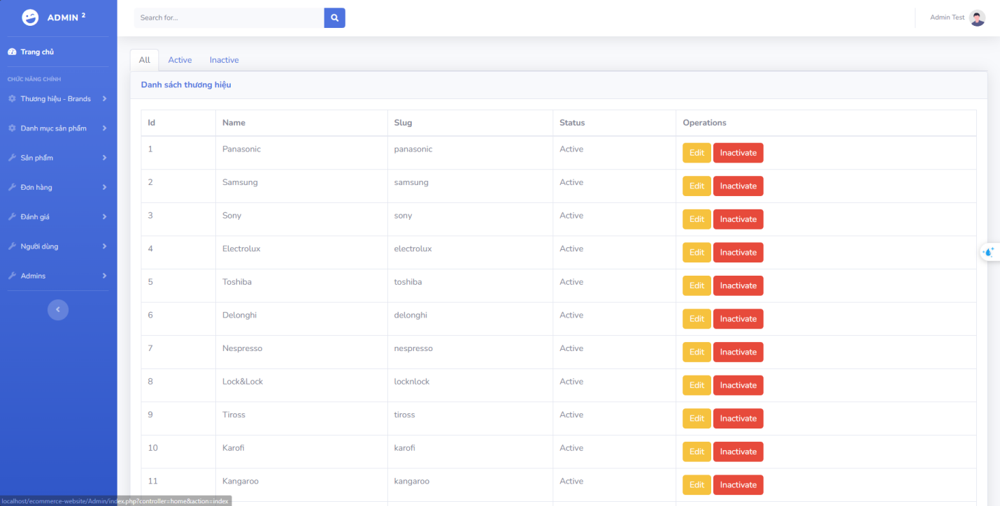 ADMIN 2
Search for...
Admin Test
Trang chủ
CHỨC NĂNG CHÍNH
Thương hiệu - Brands
Danh mục sản phẩm
Sản phẩm
Đơn hàng
Đánh giá
Người dùng
Admins
All Active Inactive
Danh sách thương hiệu
Id Name Slug Status Operations
1 Panasonic panasonic Active Edit Inactivate
2 Samsung samsung Active Edit Inactivate
3 Sony sony Active Edit Inactivate
4 Electrolux electrolux Active Edit Inactivate
5 Toshiba toshiba Active Edit Inactivate
6 Delonghi delonghi Active Edit Inactivate
7 Nespresso nespresso Active Edit Inactivate
8 Lock&Lock locknlock Active Edit Inactivate
9 Tiross tiross Active Edit Inactivate
10 Karofi karofi Active Edit Inactivate
11 Kangaroo kangaroo Active Edit Inactivate
localhost/ecommerce-website/Admin/index.php?controller=home&action=index